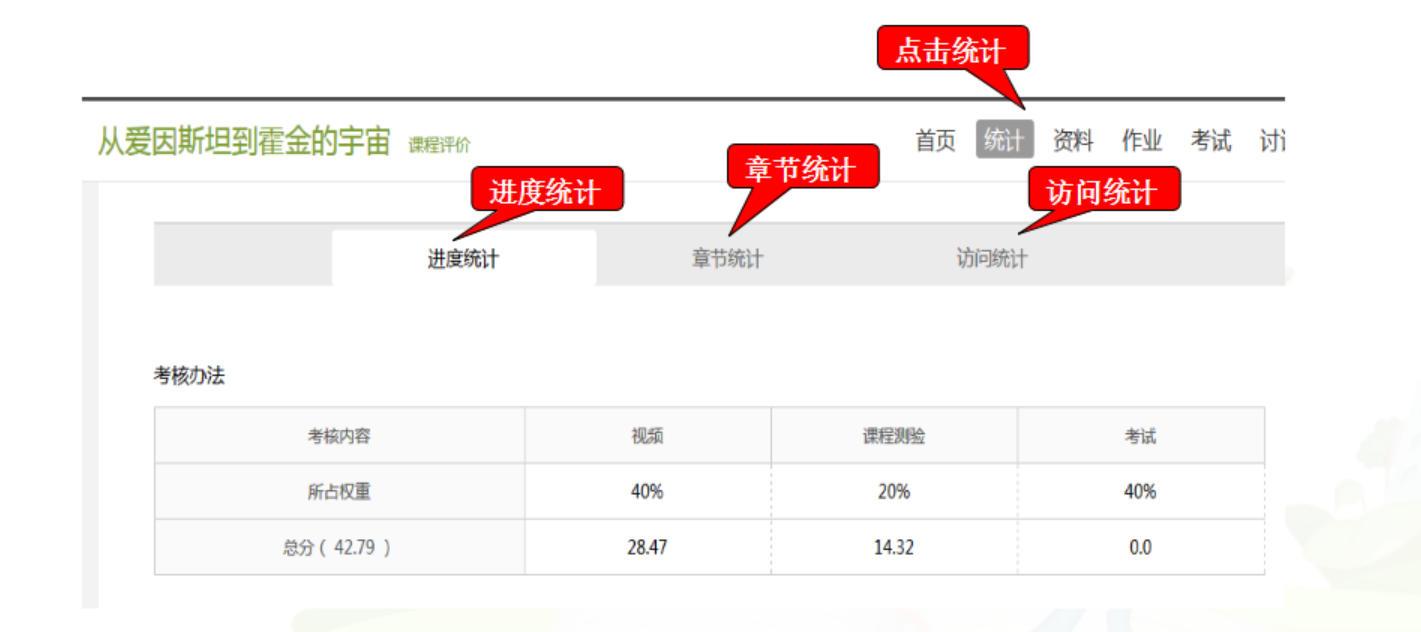 点击统计
从爱因斯坦到霍金的宇宙 课程评价 首页 统计 资料 作业 考试 讨
章节统计
进度统计 访问统计
进度统计 章节统计 访问统计
考核办法
考核内容 视频 课程测验 考试
所占权重 40% 20% 40%
总分 ( 42.79 ) 28.47 14.32 0.0